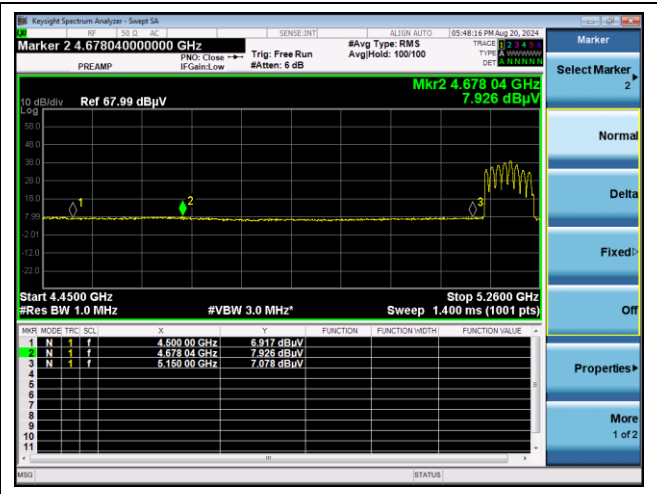 Keysight Spectrum Analyzer - Swept SA
RF 50 Ω AC SENSE:INT ALIGN AUTO 05:48:16 PM Aug 20, 2024
Marker 2 4.678040000000 GHz
PREAMP
PNO: Close
IFGain:Low
Trig: Free Run
#Atten: 6 dB
#Avg Type: RMS
Avg|Hold: 100/100
TRACE 1 2 3 4 5 6
TYPE A WWWWW
DET A N N N N N
Mkr2 4.678 04 GHz
7.926 dBµV
10 dB/div Ref 67.99 dBµV
Log
58.0
48.0
38.0
28.0
18.0
7.99
-2.01
-12.0
-22.0
1
2
3
Start 4.4500 GHz Stop 5.2600 GHz
#Res BW 1.0 MHz #VBW 3.0 MHz* Sweep 1.400 ms (1001 pts)
MKR MODE TRC SCL X Y FUNCTION FUNCTION WIDTH FUNCTION VALUE
1 N 1 f 4.500 00 GHz 6.917 dBµV
2 N 1 f 4.678 04 GHz 7.926 dBµV
3 N 1 f 5.150 00 GHz 7.078 dBµV
4
5
6
7
8
9
10
11
MSG STATUS
Marker
Select Marker
2
Normal
Delta
Fixed
Off
Properties
More
1 of 2